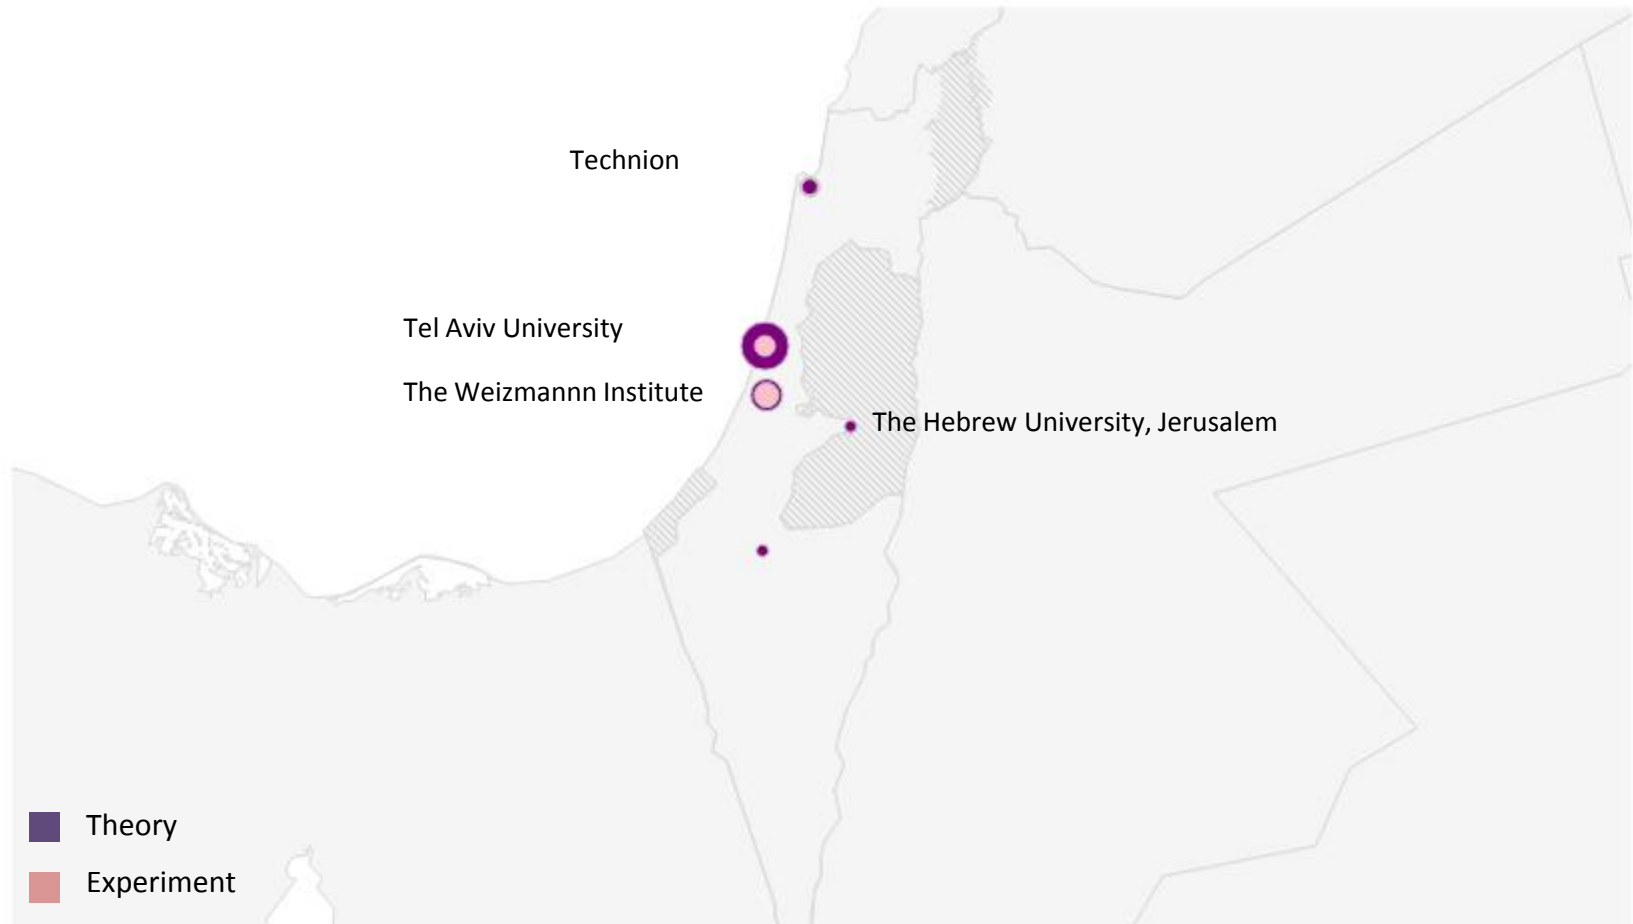 Technion
Tel Aviv University
The Weizmannn Institute
The Hebrew University, Jerusalem
Theory
Experiment